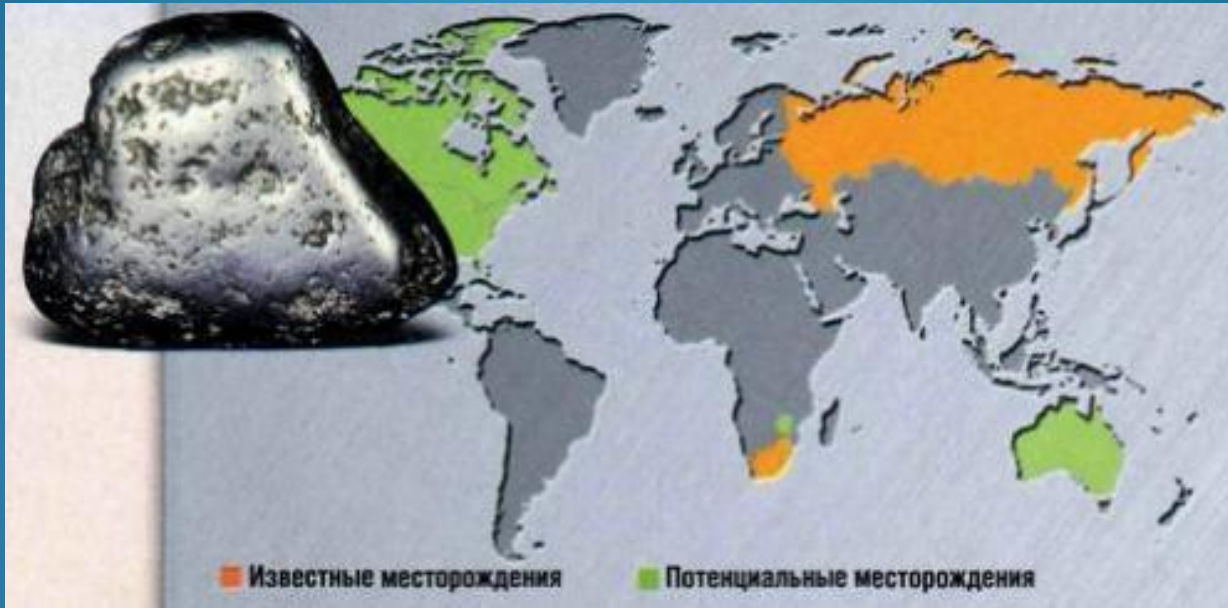 Известные месторождения
Потенциальные месторождения